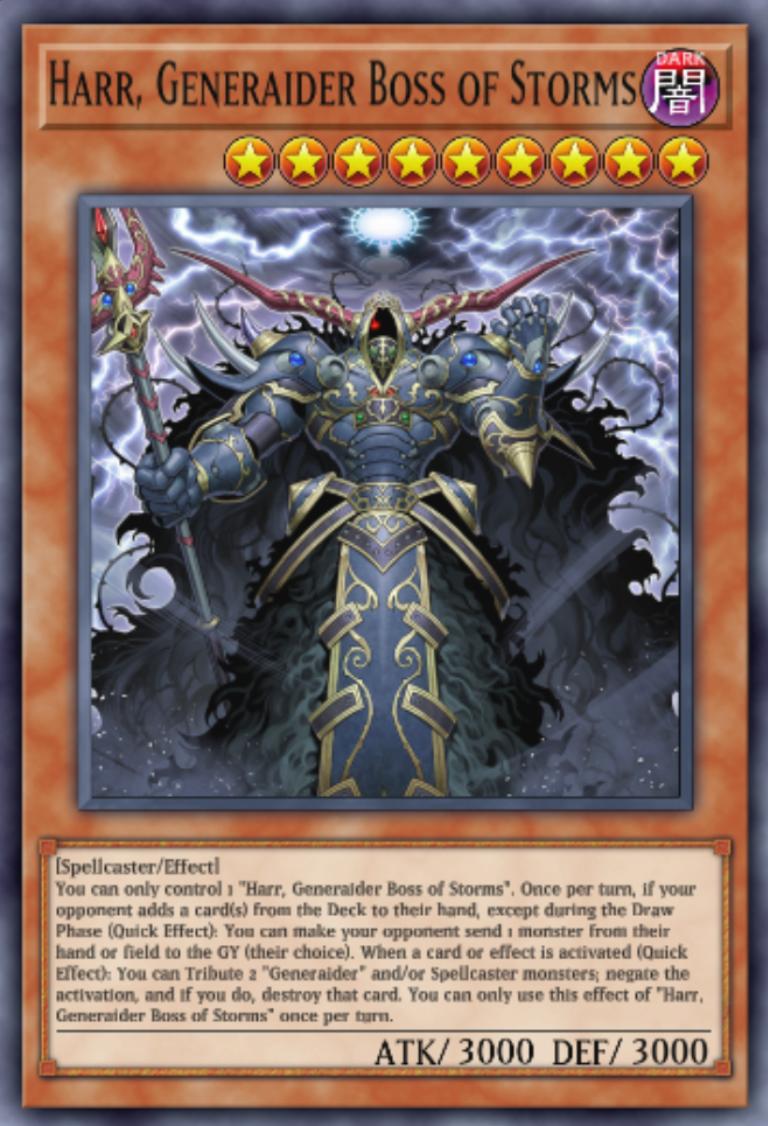 Harr, Generaider Boss of Storms
DARK
闇
[Spellcaster/Effect]
You can only control 1 "Harr, Generaider Boss of Storms". Once per turn, if your
opponent adds a card(s) from the Deck to their hand, except during the Draw
Phase (Quick Effect): You can make your opponent send 1 monster from their
hand or field to the GY (their choice). When a card or effect is activated (Quick
Effect): You can Tribute 2 "Generaider" and/or Spellcaster monsters; negate the
activation, and if you do, destroy that card. You can only use this effect of "Harr,
Generaider Boss of Storms" once per turn.
ATK/ 3000 DEF/ 3000